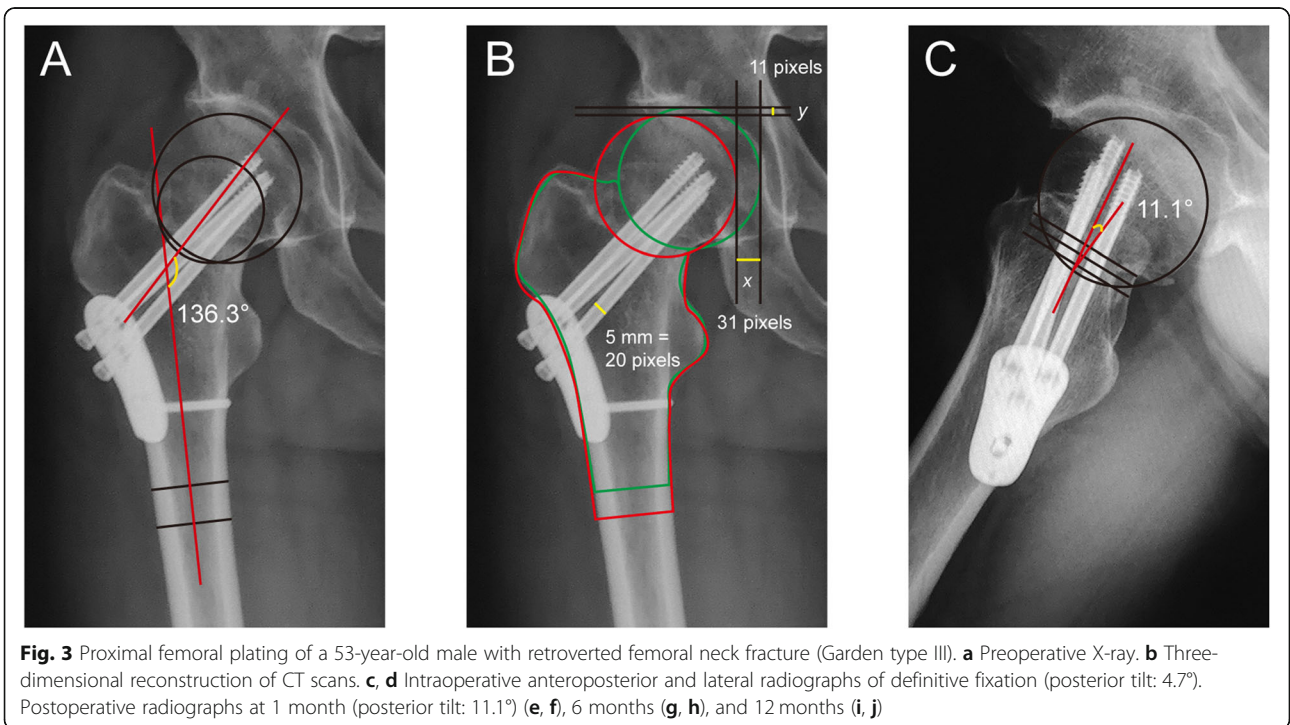 A
136.3°
B
11 pixels
y
x
31 pixels
5 mm =
20 pixels
C
11.1°
Fig. 3 Proximal femoral plating of a 53-year-old male with retroverted femoral neck fracture (Garden type III). a Preoperative X-ray. b Three-
dimensional reconstruction of CT scans. c, d Intraoperative anteroposterior and lateral radiographs of definitive fixation (posterior tilt: 4.7°).
Postoperative radiographs at 1 month (posterior tilt: 11.1°) (e, f), 6 months (g, h), and 12 months (i, j)